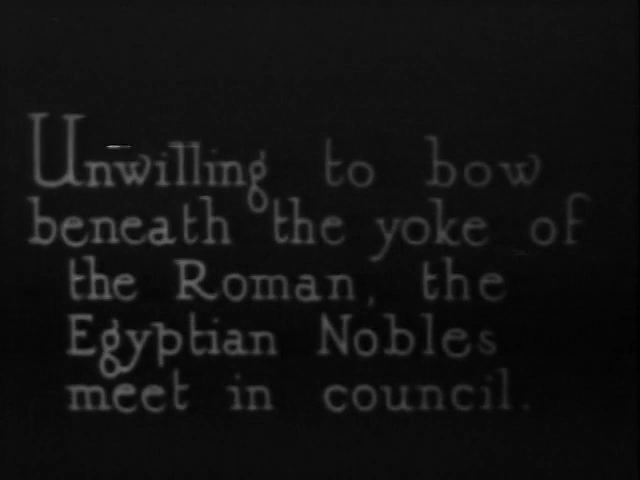 Unwilling to bow
beneath the yoke of
the Roman, the
Egyptian Nobles
meet in council.